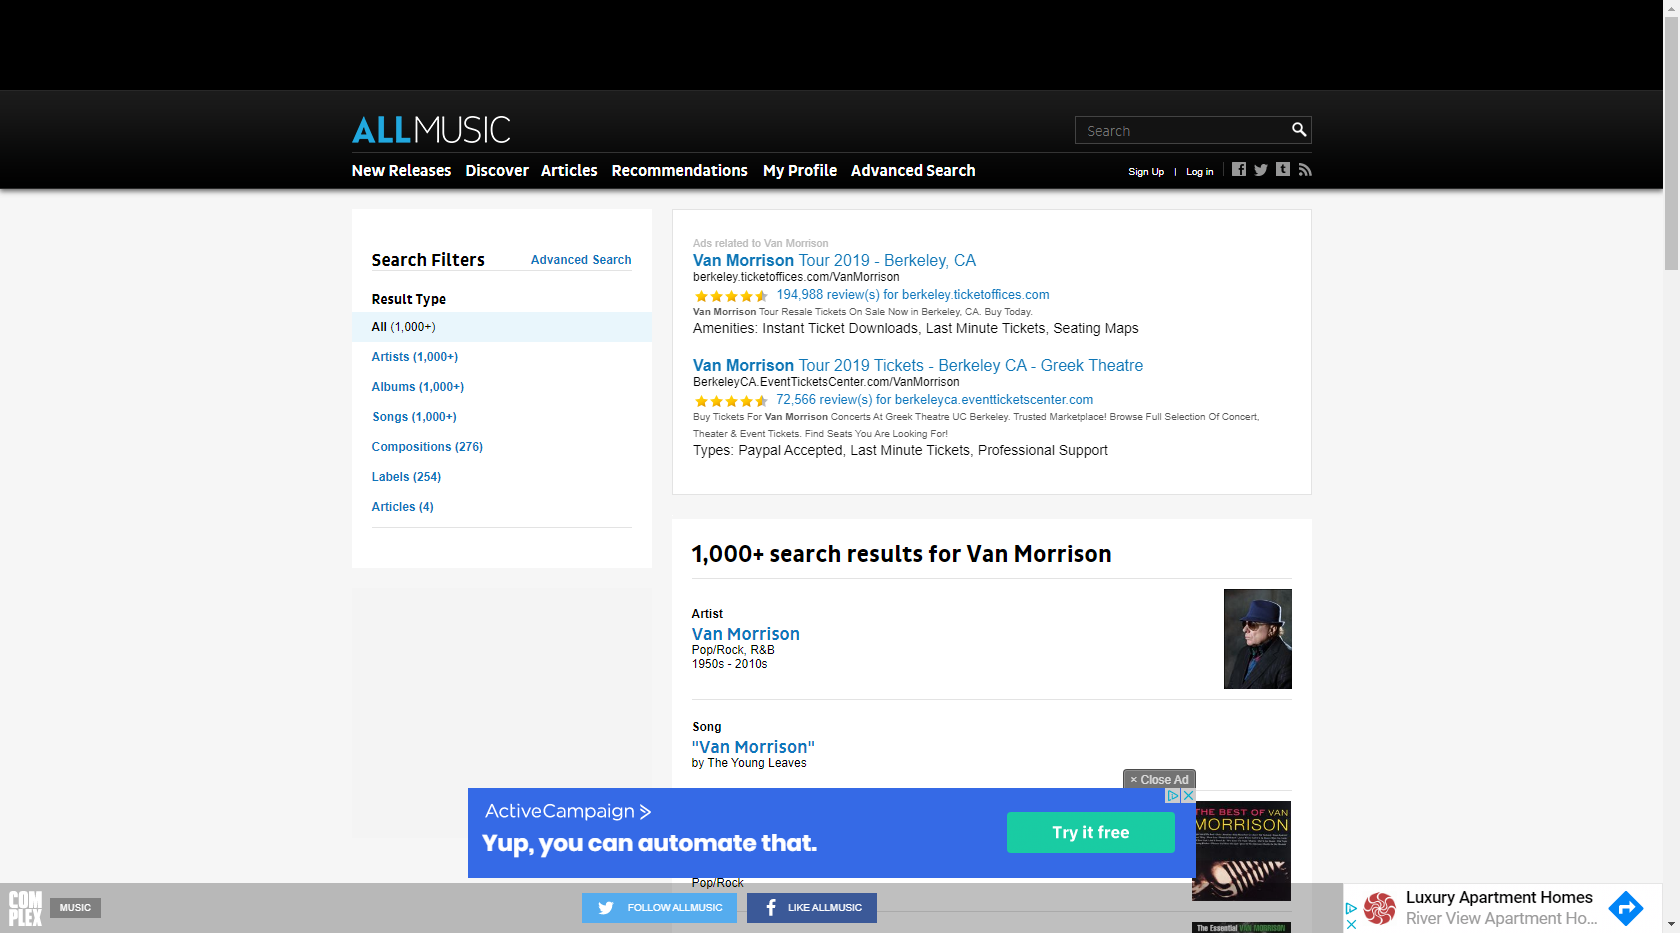 ALLMUSIC
Search
New Releases Discover Articles Recommendations My Profile Advanced Search
Sign Up | Log in
Search Filters
Advanced Search
Result Type
All (1,000+)
Artists (1,000+)
Albums (1,000+)
Songs (1,000+)
Compositions (276)
Labels (254)
Articles (4)
Ads related to Van Morrison
Van Morrison Tour 2019 - Berkeley, CA
berkeley.ticketoffices.com/VanMorrison
194,988 review(s) for berkeley.ticketoffices.com
Van Morrison Tour Resale Tickets On Sale Now in Berkeley, CA. Buy Today.
Amenities: Instant Ticket Downloads, Last Minute Tickets, Seating Maps
Van Morrison Tour 2019 Tickets - Berkeley CA - Greek Theatre
BerkeleyCA.EventTicketsCenter.com/VanMorrison
72,566 review(s) for berkeleyca.eventticketscenter.com
Buy Tickets For Van Morrison Concerts At Greek Theatre UC Berkeley. Trusted Marketplace! Browse Full Selection Of Concert,
Theater & Event Tickets. Find Seats You Are Looking For!
Types: Paypal Accepted, Last Minute Tickets, Professional Support
1,000+ search results for Van Morrison
Artist
Van Morrison
Pop/Rock, R&B
1950s - 2010s
Song
"Van Morrison"
by The Young Leaves
× Close Ad
ActiveCampaign >
Yup, you can automate that.
Try it free
THE BEST OF VAN
MORRISON
Pop/Rock
COM
PLEX
MUSIC
FOLLOW ALLMUSIC
LIKE ALLMUSIC
The Essential VAN MORRISON
Luxury Apartment Homes
River View Apartment Ho...